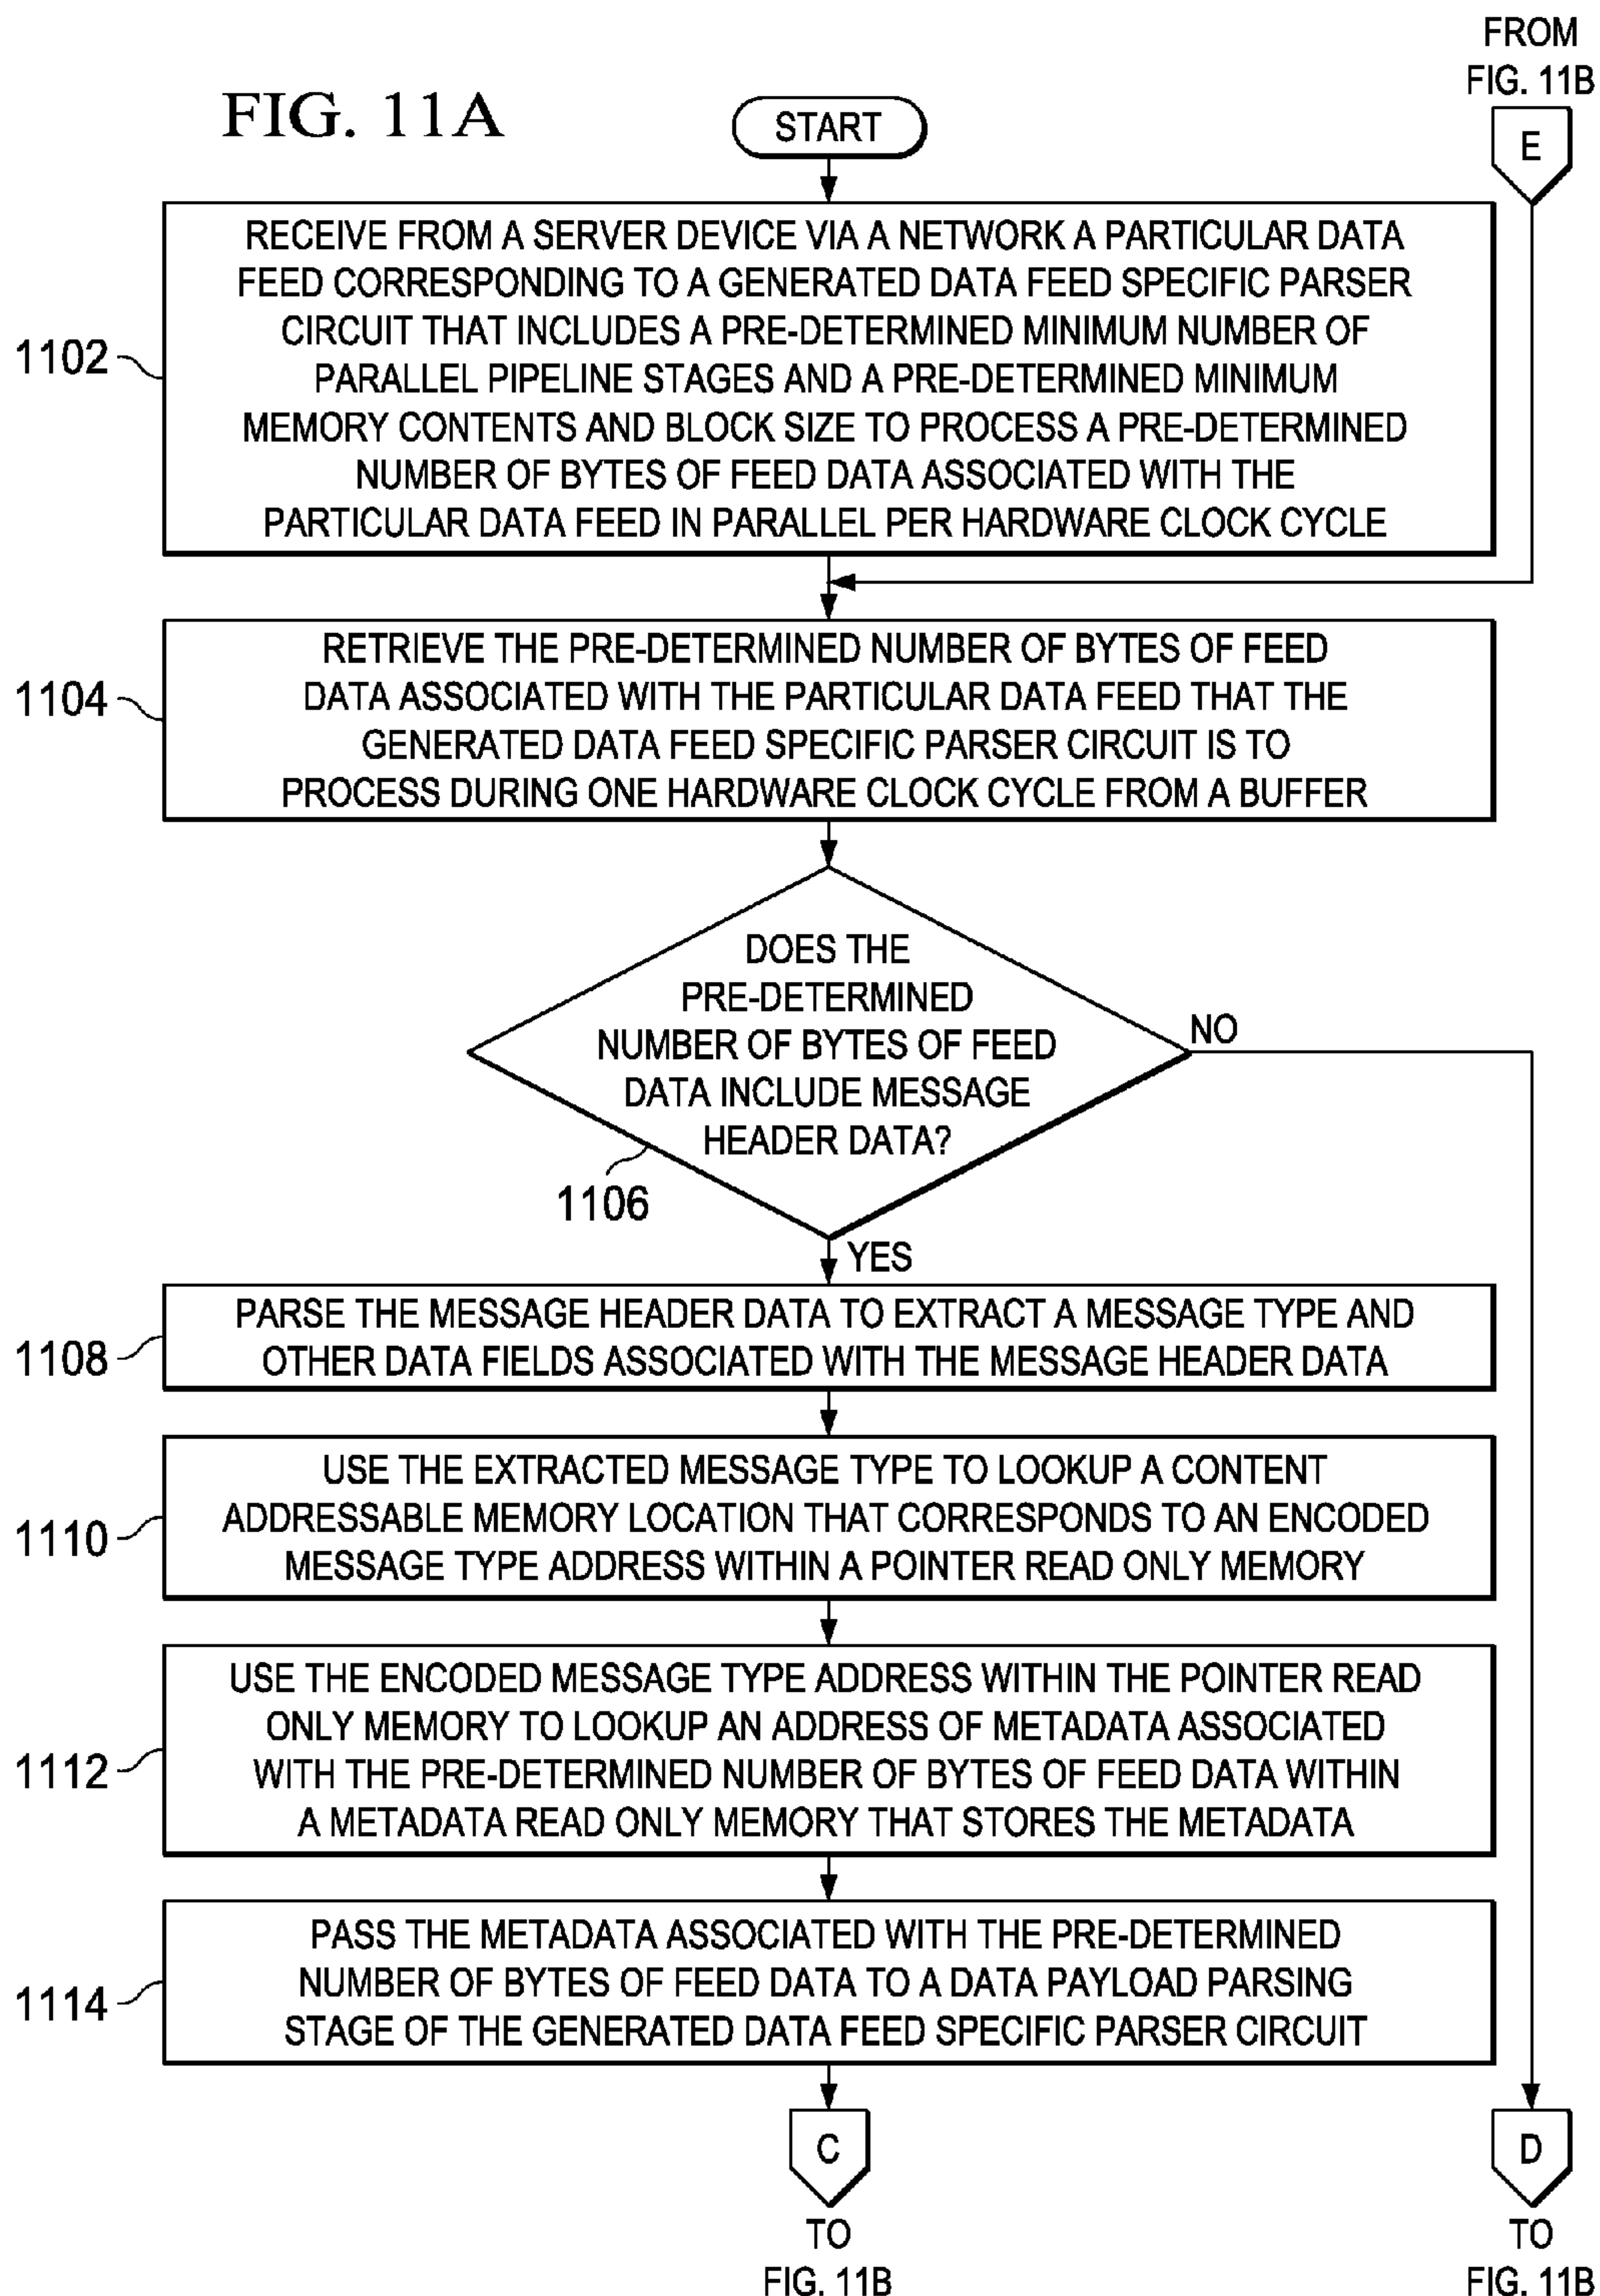 FROM
FIG. 11B
FIG. 11A
START
E
RECEIVE FROM A SERVER DEVICE VIA A NETWORK A PARTICULAR DATA
FEED CORRESPONDING TO A GENERATED DATA FEED SPECIFIC PARSER
CIRCUIT THAT INCLUDES A PRE-DETERMINED MINIMUM NUMBER OF
PARALLEL PIPELINE STAGES AND A PRE-DETERMINED MINIMUM
MEMORY CONTENTS AND BLOCK SIZE TO PROCESS A PRE-DETERMINED
NUMBER OF BYTES OF FEED DATA ASSOCIATED WITH THE
PARTICULAR DATA FEED IN PARALLEL PER HARDWARE CLOCK CYCLE
1102
RETRIEVE THE PRE-DETERMINED NUMBER OF BYTES OF FEED
DATA ASSOCIATED WITH THE PARTICULAR DATA FEED THAT THE
GENERATED DATA FEED SPECIFIC PARSER CIRCUIT IS TO
PROCESS DURING ONE HARDWARE CLOCK CYCLE FROM A BUFFER
1104
DOES THE
PRE-DETERMINED
NUMBER OF BYTES OF FEED
DATA INCLUDE MESSAGE
HEADER DATA?
NO
1106
YES
PARSE THE MESSAGE HEADER DATA TO EXTRACT A MESSAGE TYPE AND
OTHER DATA FIELDS ASSOCIATED WITH THE MESSAGE HEADER DATA
1108
USE THE EXTRACTED MESSAGE TYPE TO LOOKUP A CONTENT
ADDRESSABLE MEMORY LOCATION THAT CORRESPONDS TO AN ENCODED
MESSAGE TYPE ADDRESS WITHIN A POINTER READ ONLY MEMORY
1110
USE THE ENCODED MESSAGE TYPE ADDRESS WITHIN THE POINTER READ
ONLY MEMORY TO LOOKUP AN ADDRESS OF METADATA ASSOCIATED
WITH THE PRE-DETERMINED NUMBER OF BYTES OF FEED DATA WITHIN
A METADATA READ ONLY MEMORY THAT STORES THE METADATA
1112
PASS THE METADATA ASSOCIATED WITH THE PRE-DETERMINED
NUMBER OF BYTES OF FEED DATA TO A DATA PAYLOAD PARSING
STAGE OF THE GENERATED DATA FEED SPECIFIC PARSER CIRCUIT
1114
C
TO
FIG. 11B
D
TO
FIG. 11B